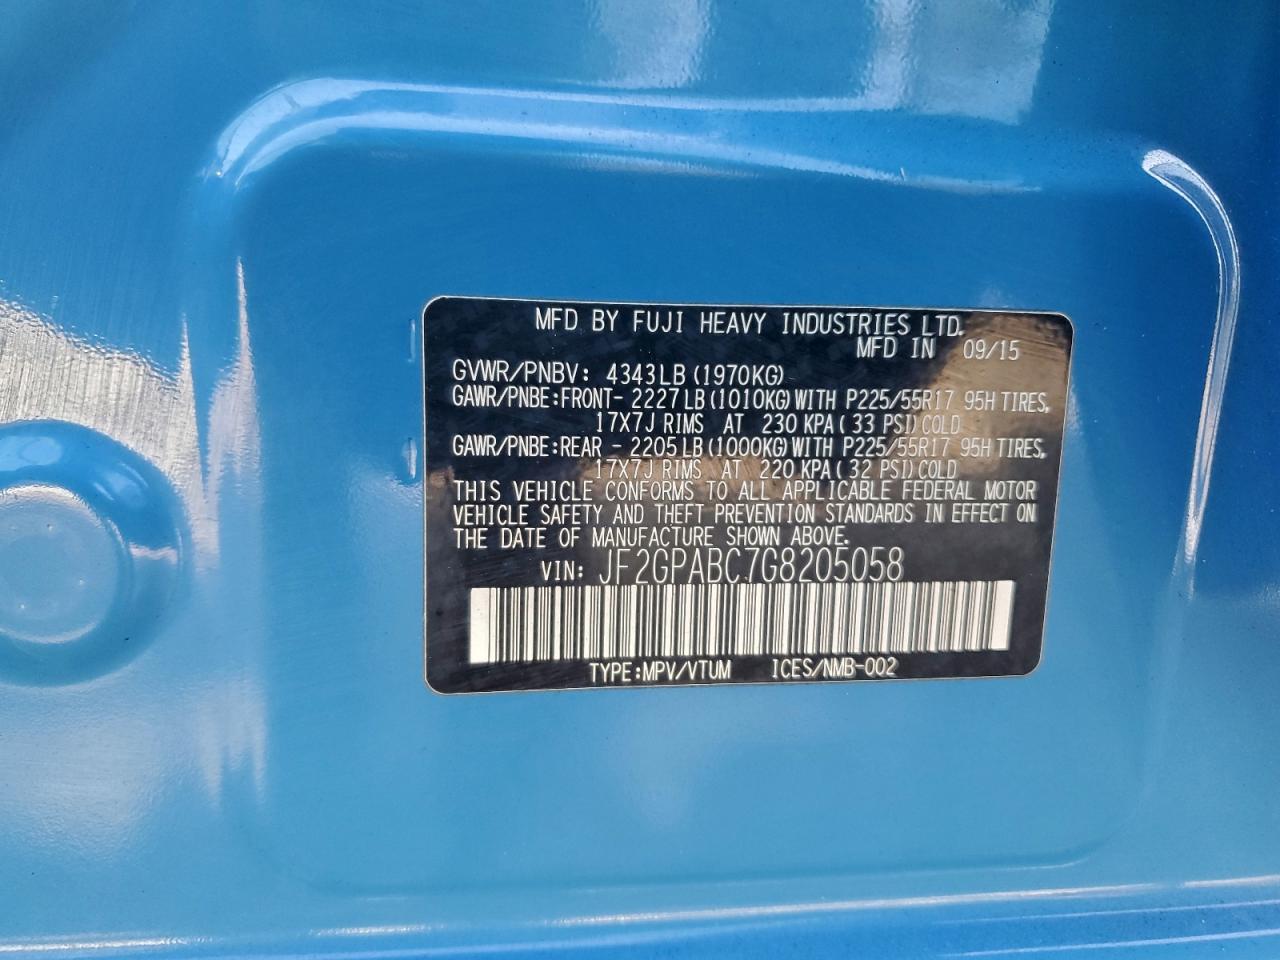 MFD BY FUJI HEAVY INDUSTRIES LTD.
MFD IN 09/15
GVWR/PNBV: 4343LB(1970KG)
GAWR/PNBE:FRONT- 2227LB(1010KG)WITH P225/55R17 95H TIRES,
17X7J RIMS AT 230 KPA(33 PSI)COLD
GAWR/PNBE:REAR - 2205LB(1000KG)WITH P225/55R17 95H TIRES,
17X7J RIMS AT 220 KPA(32 PSI)COLD
THIS VEHICLE CONFORMS TO ALL APPLICABLE FEDERAL MOTOR
VEHICLE SAFETY AND THEFT PREVENTION STANDARDS IN EFFECT ON
THE DATE OF MANUFACTURE SHOWN ABOVE.
VIN: JF2GPABC7G8205058
TYPE:MPV/VTUM ICES/NMB-002